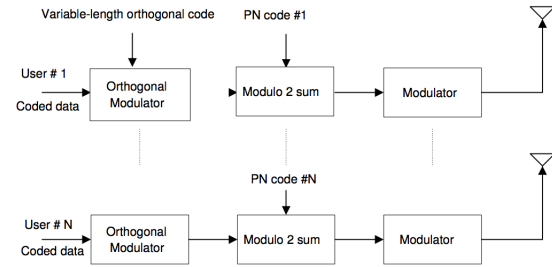 Variable-length orthogonal code
PN code #1
User # 1
Coded data
Orthogonal
Modulator
Modulo 2 sum
Modulator
PN code #N
User # N
Coded data
Orthogonal
Modulator
Modulo 2 sum
Modulator